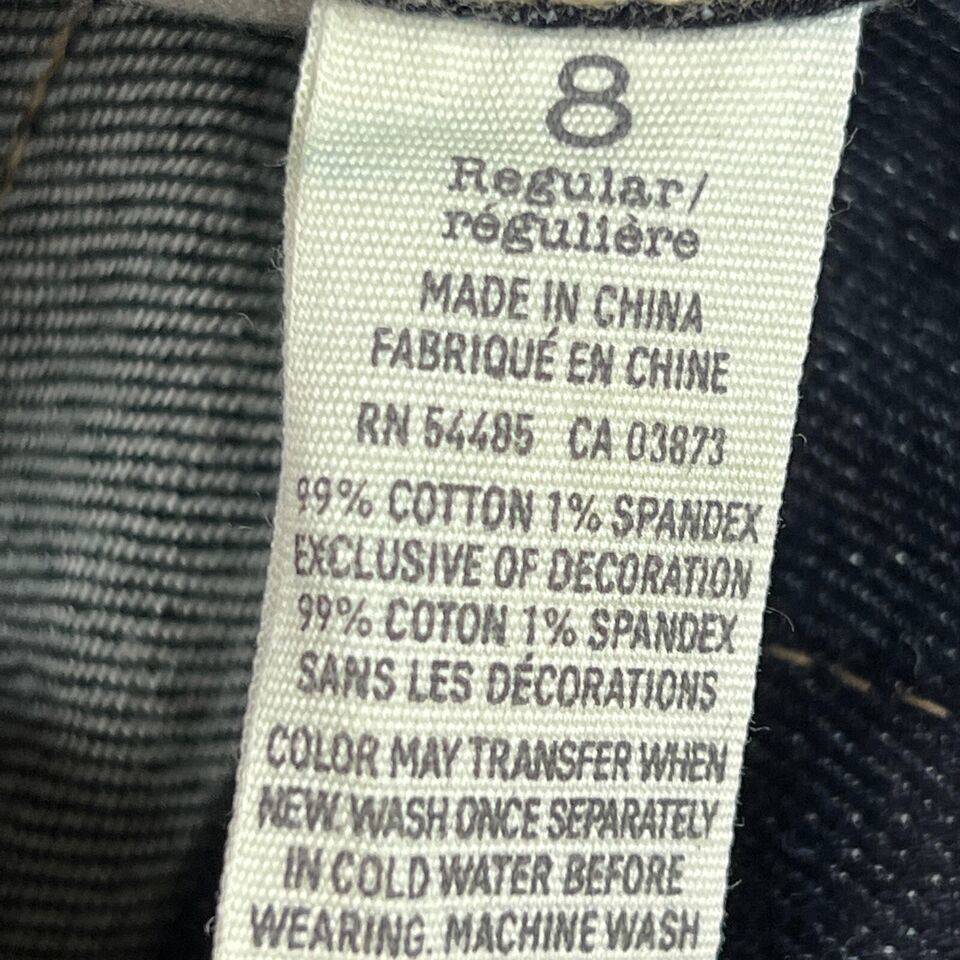 8
Regular/
régulière
MADE IN CHINA
FABRIQUÉ EN CHINE
RN 54485 CA 03873
99% COTTON 1% SPANDEX
EXCLUSIVE OF DECORATION
99% COTON 1% SPANDEX
SANS LES DÉCORATIONS
COLOR MAY TRANSFER WHEN
NEW. WASH ONCE SEPARATELY
IN COLD WATER BEFORE
WEARING. MACHINE WASH